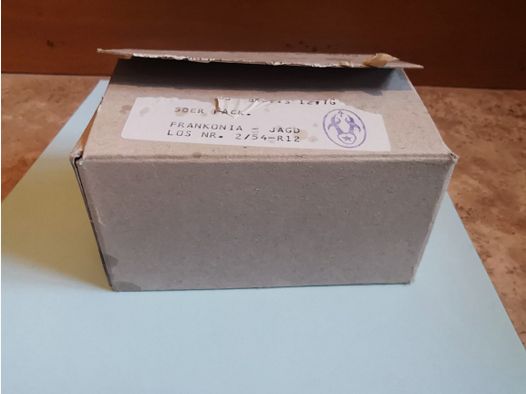 50ER PACK.
FRANKONIA - JAGD
LOS NR. 2/54-R12